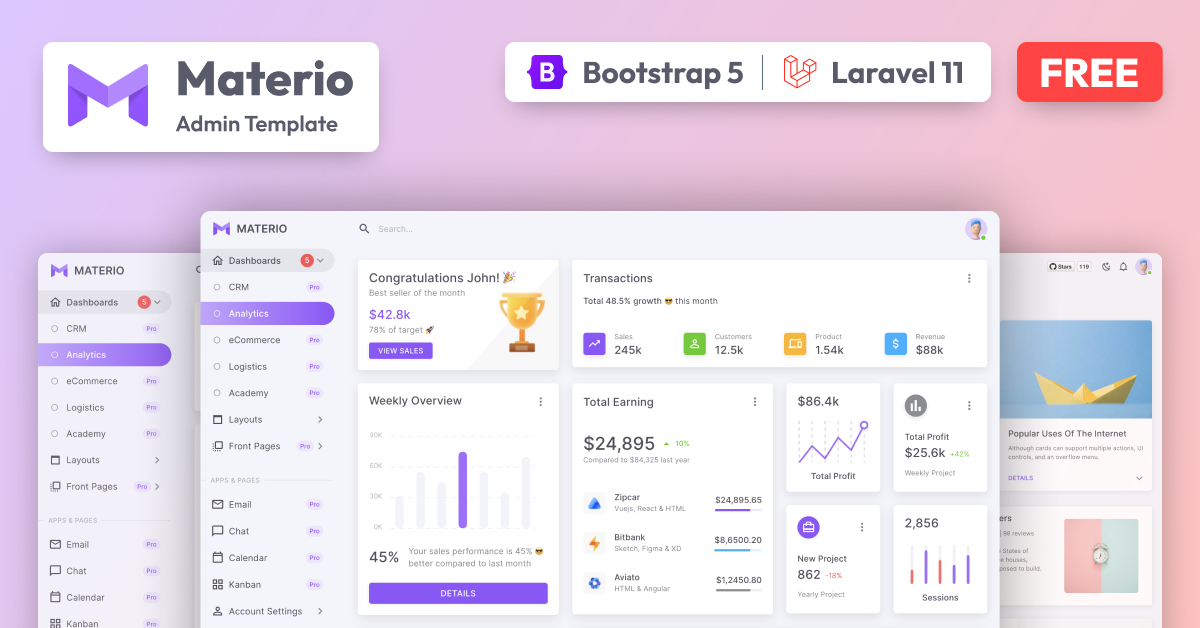 Materio
Admin Template
B
Bootstrap 5
Laravel 11
FREE
MATERIO
Dashboards
5
CRM
Pro
Analytics
eCommerce
Pro
Logistics
Pro
Academy
Pro
Layouts
Front Pages
Pro
APPS & PAGES
Email
Pro
Chat
Pro
Calendar
Pro
Kanban
Pro
MATERIO
Search...
Dashboards
5
CRM
Pro
Analytics
eCommerce
Pro
Logistics
Pro
Academy
Pro
Layouts
Front Pages
Pro
APPS & PAGES
Email
Pro
Chat
Pro
Calendar
Pro
Kanban
Pro
Account Settings
Congratulations John! 🎉
Best seller of the month
$42.8k
78% of target 🚀
VIEW SALES
Transactions
Total 48.5% growth 😎 this month
Sales
245k
Customers
12.5k
Product
1.54k
Revenue
$88k
Weekly Overview
90K
60K
30K
0K
45%
Your sales performance is 45% 😎
better compared to last month
DETAILS
Total Earning
$24,895
10%
Compared to $84,325 last year
Zipcar
Vuejs, React & HTML
$24,895.65
Bitbank
Sketch, Figma & XD
$8,6500.20
Aviato
HTML & Angular
$1,2450.80
$86.4k
Total Profit
Total Profit
$25.6k
+42%
Weekly Project
New Project
862
-18%
Yearly Project
2,856
Sessions
Stars
119
Popular Uses Of The Internet
Although cards can support multiple actions, UI
controls, and an overflow menu.
DETAILS
ers
98 reviews
States of
houses,
posed to build.